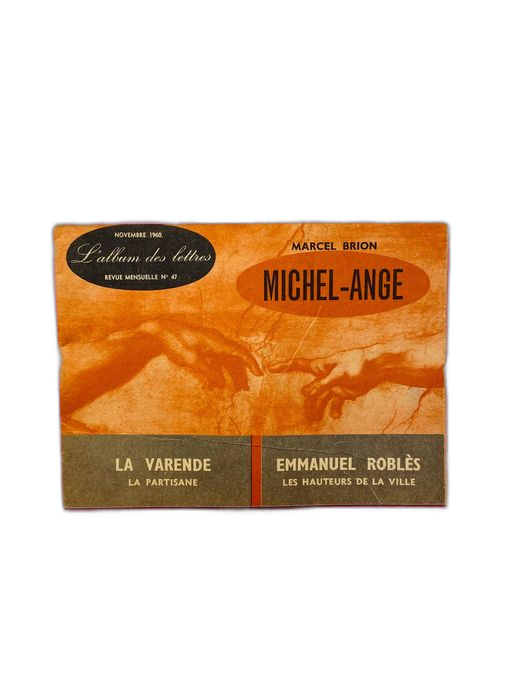 NOVEMBRE 1960.
L'album des lettres
REVUE MENSUELLE N° 47
MARCEL BRION
MICHEL-ANGE
LA VARENDE
LA PARTISANE
EMMANUEL ROBLÈS
LES HAUTEURS DE LA VILLE